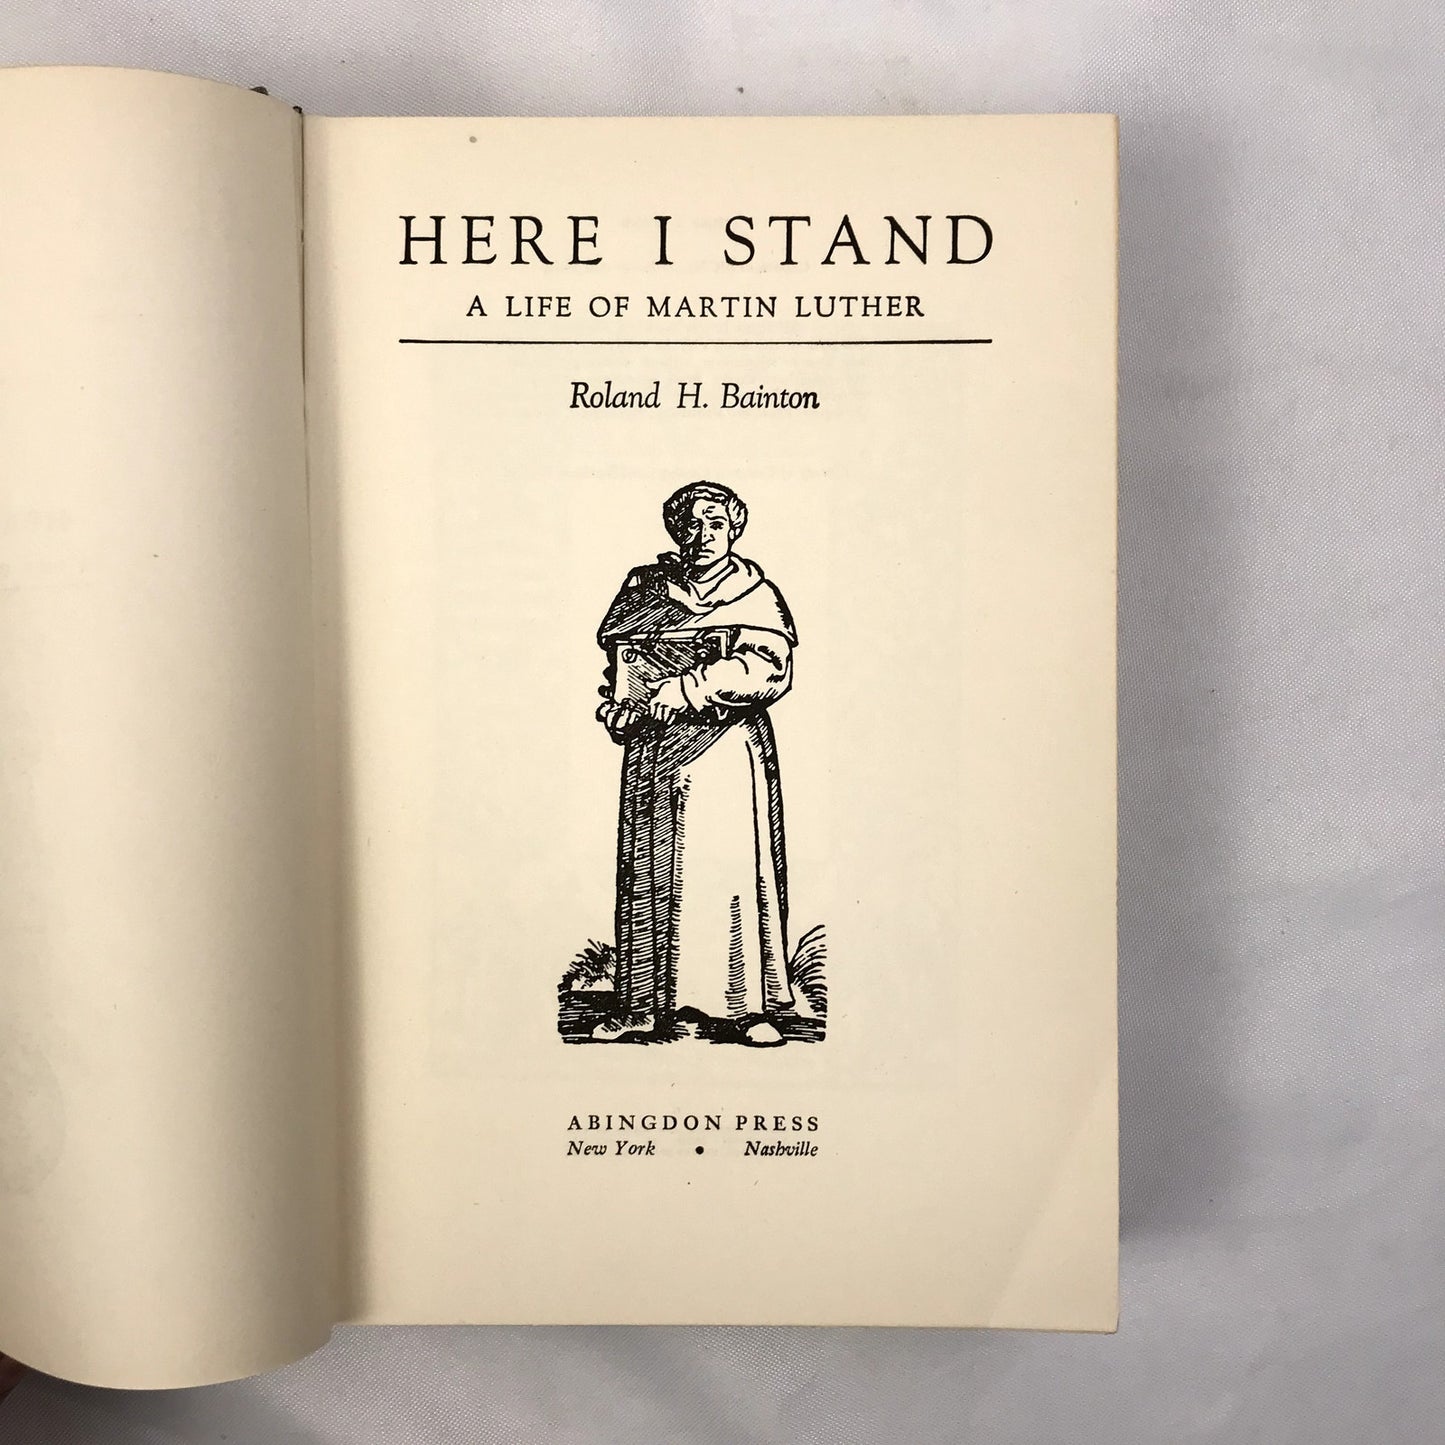 HERE I STAND
A LIFE OF MARTIN LUTHER
Roland H. Bainton
ABINGDON PRESS
New York • Nashville